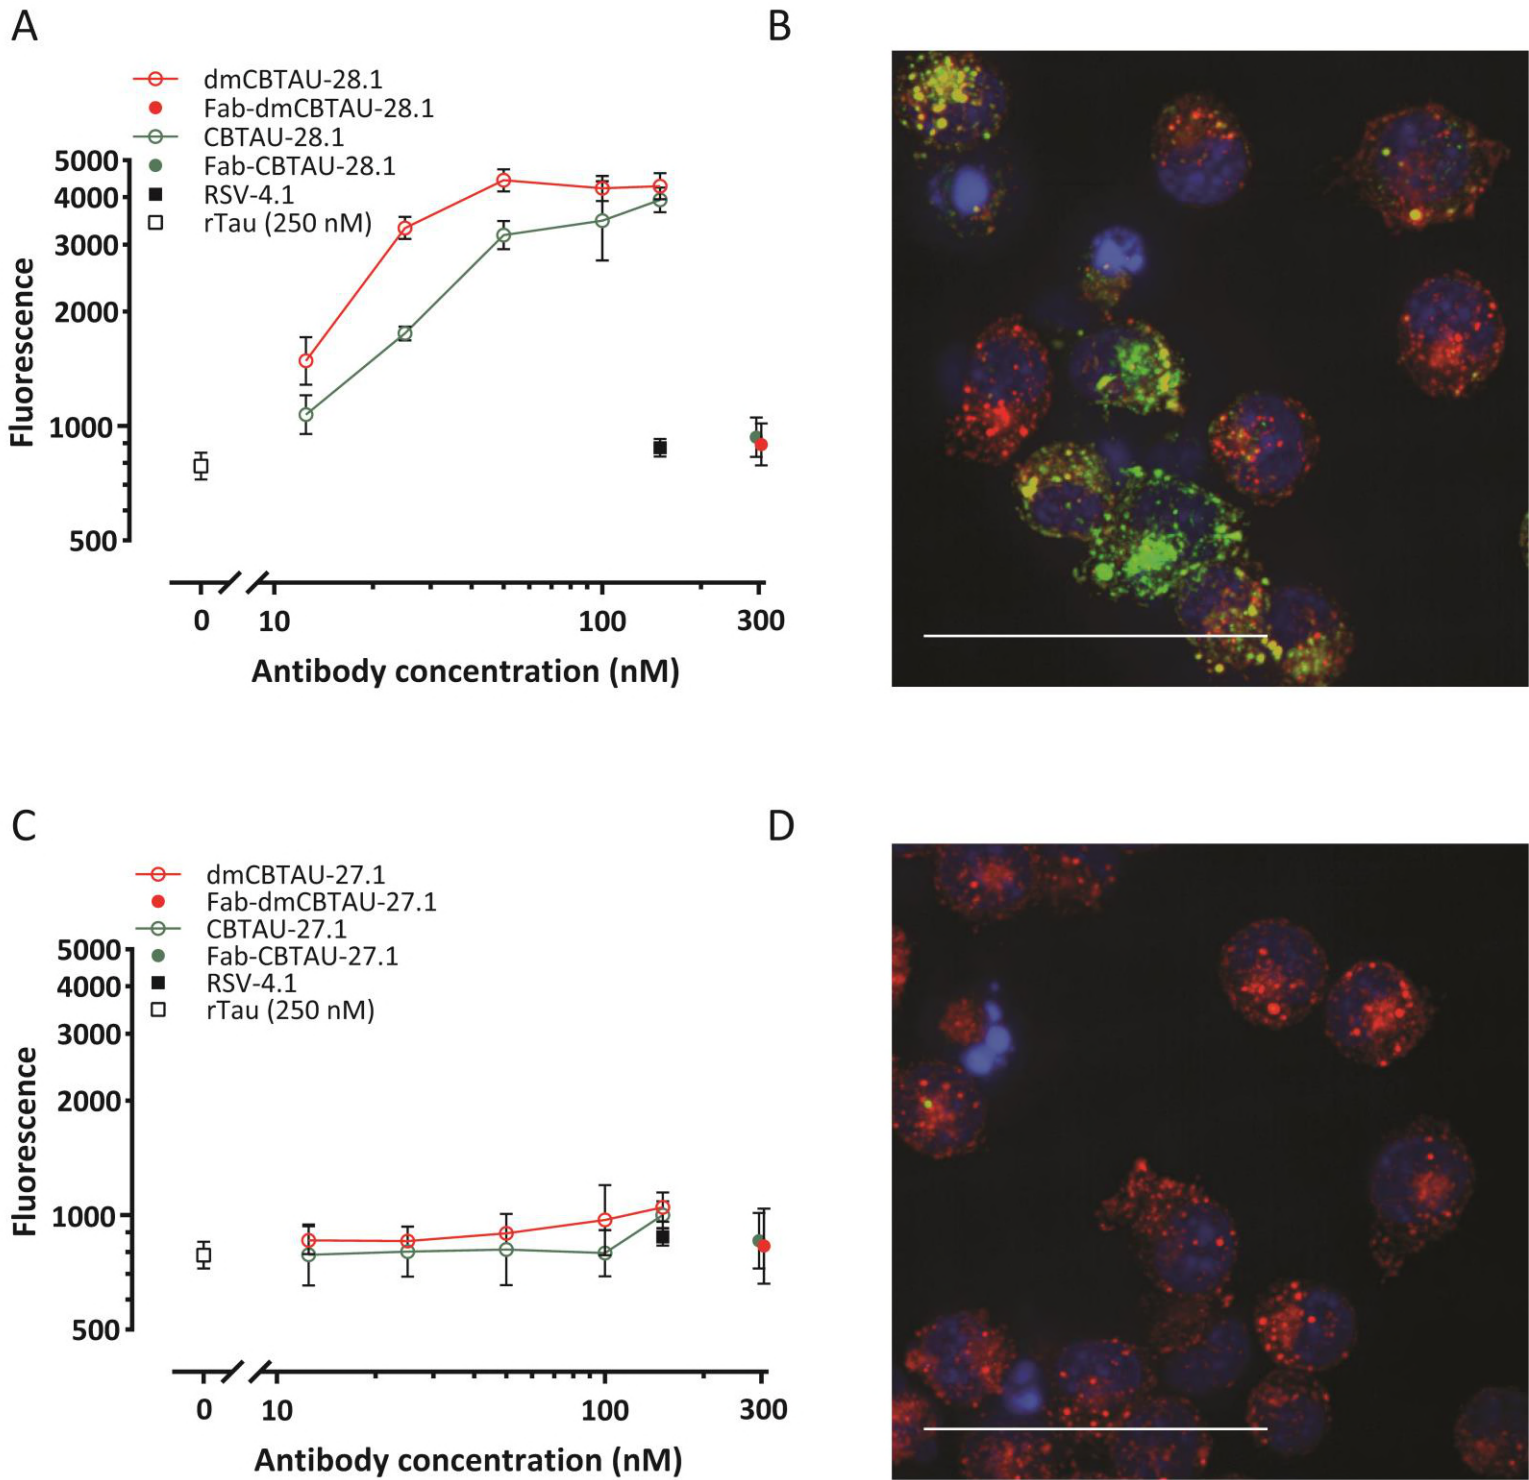 A
B
dmCBTAU-28.1
Fab-dmCBTAU-28.1
CBTAU-28.1
Fab-CBTAU-28.1
RSV-4.1
rTau (250 nM)
5000
4000
3000
2000
1000
500
Fluorescence
0
10
100
300
Antibody concentration (nM)
C
D
dmCBTAU-27.1
Fab-dmCBTAU-27.1
CBTAU-27.1
Fab-CBTAU-27.1
RSV-4.1
rTau (250 nM)
5000
4000
3000
2000
1000
500
Fluorescence
0
10
100
300
Antibody concentration (nM)